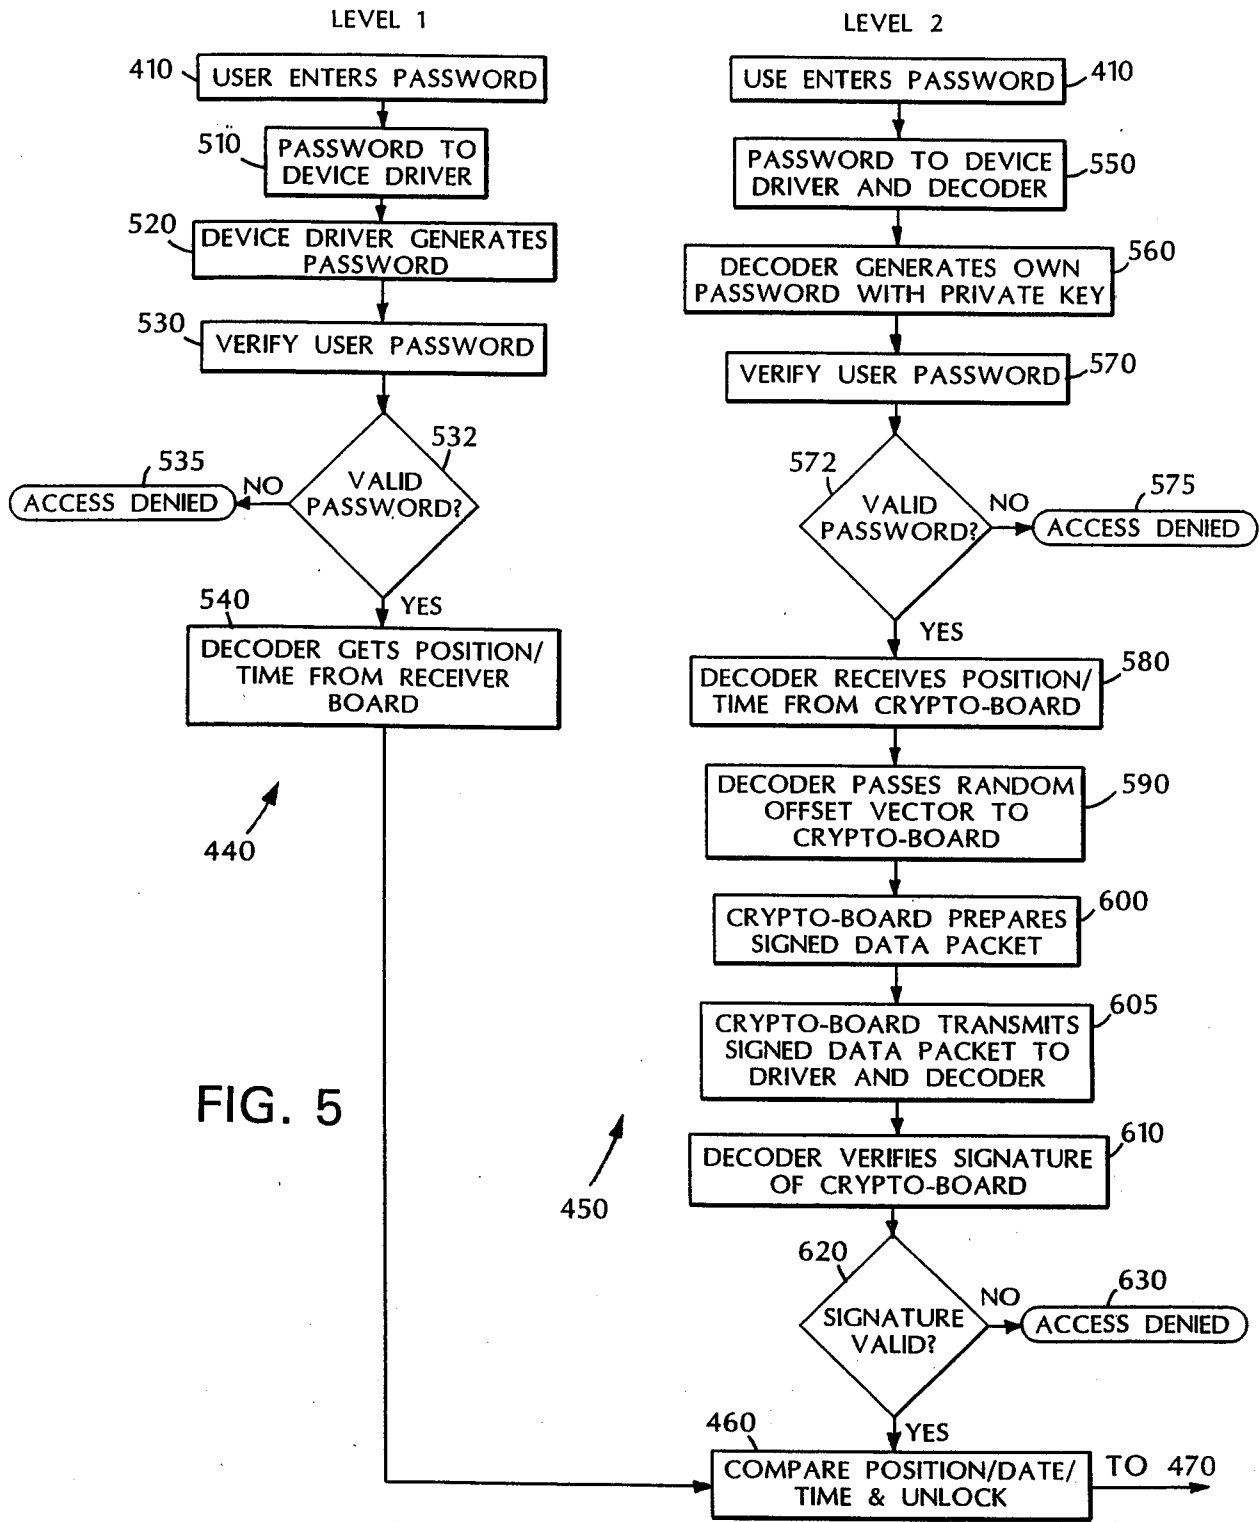 LEVEL 1
410
USER ENTERS PASSWORD
510
PASSWORD TO
DEVICE DRIVER
520
DEVICE DRIVER GENERATES
PASSWORD
530
VERIFY USER PASSWORD
532
VALID
PASSWORD?
NO
535
ACCESS DENIED
YES
540
DECODER GETS POSITION/
TIME FROM RECEIVER
BOARD
440
FIG. 5
LEVEL 2
USE ENTERS PASSWORD
410
PASSWORD TO DEVICE
DRIVER AND DECODER
550
DECODER GENERATES OWN
PASSWORD WITH PRIVATE KEY
560
VERIFY USER PASSWORD
570
572
VALID
PASSWORD?
NO
575
ACCESS DENIED
YES
DECODER RECEIVES POSITION/
TIME FROM CRYPTO-BOARD
580
DECODER PASSES RANDOM
OFFSET VECTOR TO
CRYPTO-BOARD
590
CRYPTO-BOARD PREPARES
SIGNED DATA PACKET
600
CRYPTO-BOARD TRANSMITS
SIGNED DATA PACKET TO
DRIVER AND DECODER
605
450
DECODER VERIFIES SIGNATURE
OF CRYPTO-BOARD
610
620
SIGNATURE
VALID?
NO
630
ACCESS DENIED
YES
460
COMPARE POSITION/DATE/
TIME & UNLOCK
TO 470